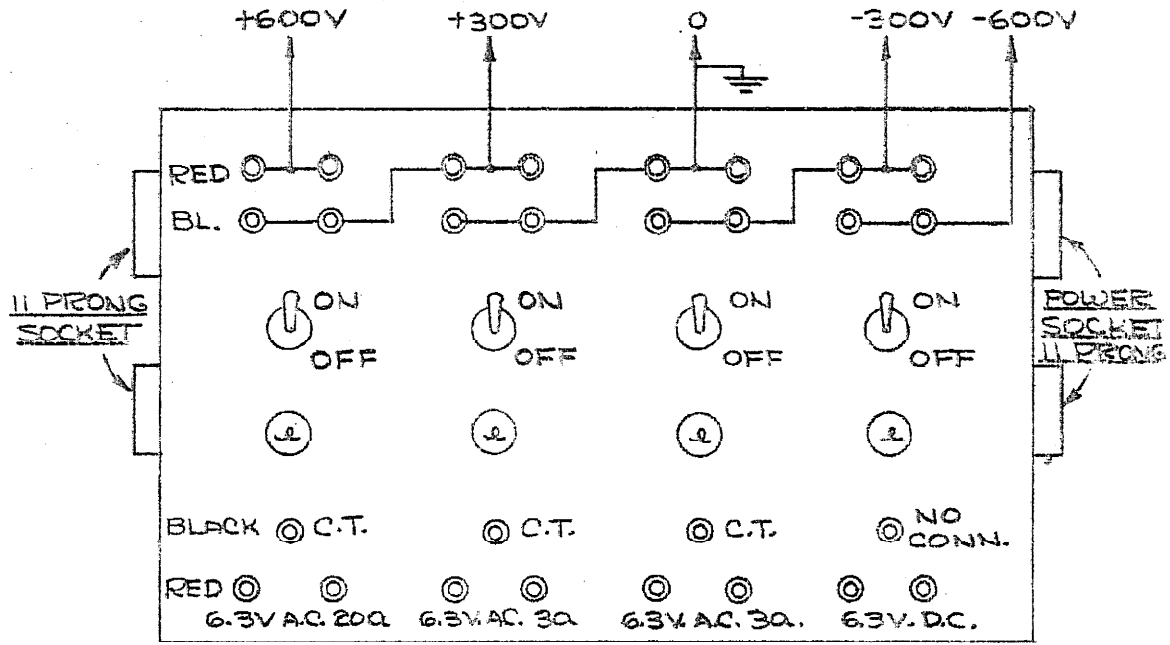 +600V +300V 0 -300V -600V
RED
BL.
11 PRONG
SOCKET
ON ON ON ON
OFF OFF OFF OFF
POWER
SOCKET
11 PRONG
BLACK C.T. C.T. C.T. NO
CONN.
RED
6.3V A.C. 20a 6.3V. AC. 3a 6.3V. A.C. 3a. 6.3V. D.C.